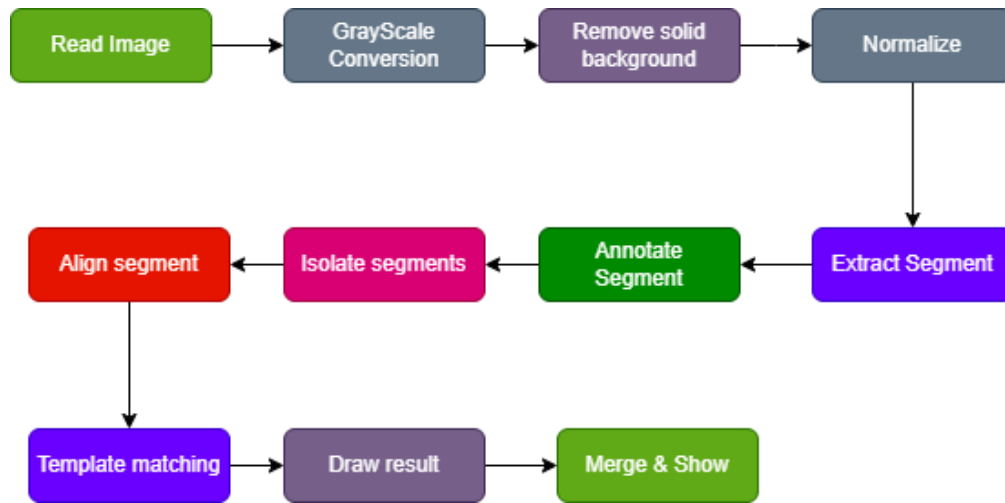 Read Image
GrayScale
Conversion
Remove solid
background
Normalize
Align segment
Isolate segments
Annotate
Segment
Extract Segment
Template matching
Draw result
Merge & Show